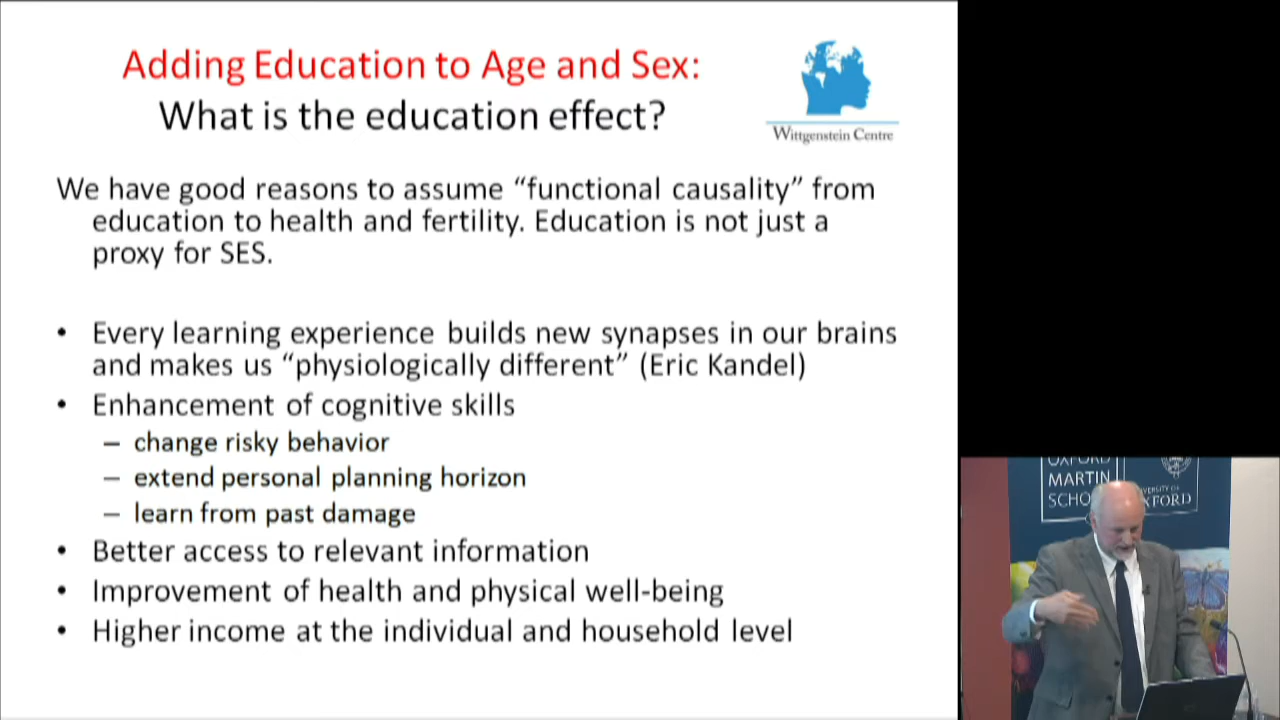 Adding Education to Age and Sex:
What is the education effect?
Wittgenstein Centre
We have good reasons to assume “functional causality” from
education to health and fertility. Education is not just a
proxy for SES.
• Every learning experience builds new synapses in our brains
and makes us “physiologically different” (Eric Kandel)
• Enhancement of cognitive skills
– change risky behavior
– extend personal planning horizon
– learn from past damage
• Better access to relevant information
• Improvement of health and physical well-being
• Higher income at the individual and household level
OXFORD
MARTIN
OXFORD